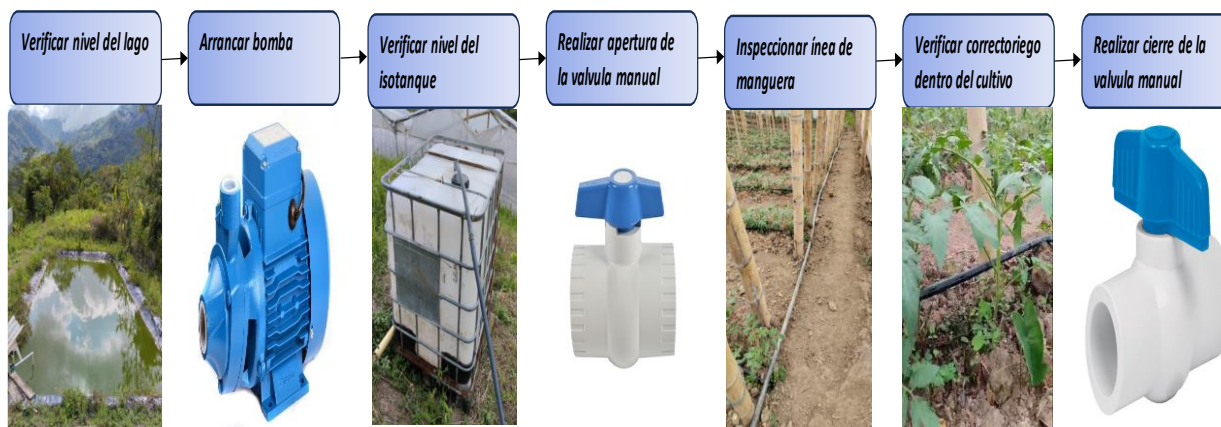 Verificar nivel del lago
Arrancar bomba
Verificar nivel del
isotanque
Realizar apertura de
la valvula manual
Inspeccionar ínea de
manguera
Verificar correctoriego
dentro del cultivo
Realizar cierre de la
valvula manual